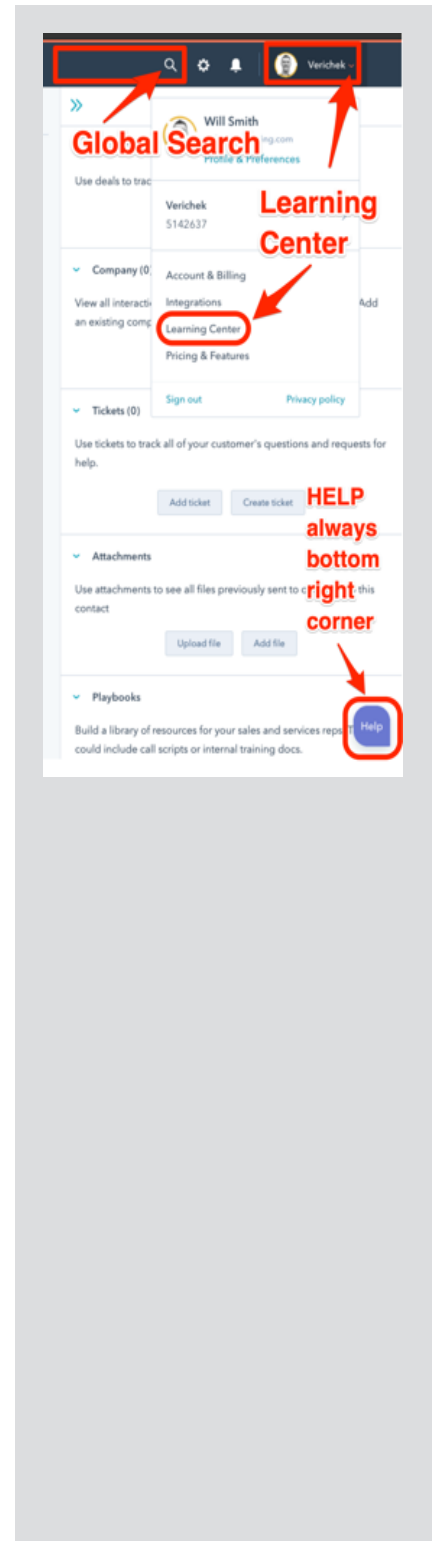 Verichek
Will Smith
ing.com
Global Search
Profile & Preferences
Use deals to trac
Verichek
5142637
Learning
Center
Company (0)
Account & Billing
View all interacti
Integrations
Add
an existing comp
Learning Center
Pricing & Features
Sign out
Privacy policy
Tickets (0)
Use tickets to track all of your customer's questions and requests for
help.
Add ticket
Create ticket
HELP
always
bottom
right
corner
Attachments
Use attachments to see all files previously sent to c this
contact
Upload file
Add file
Playbooks
Build a library of resources for your sales and services reps. T
Help
could include call scripts or internal training docs.